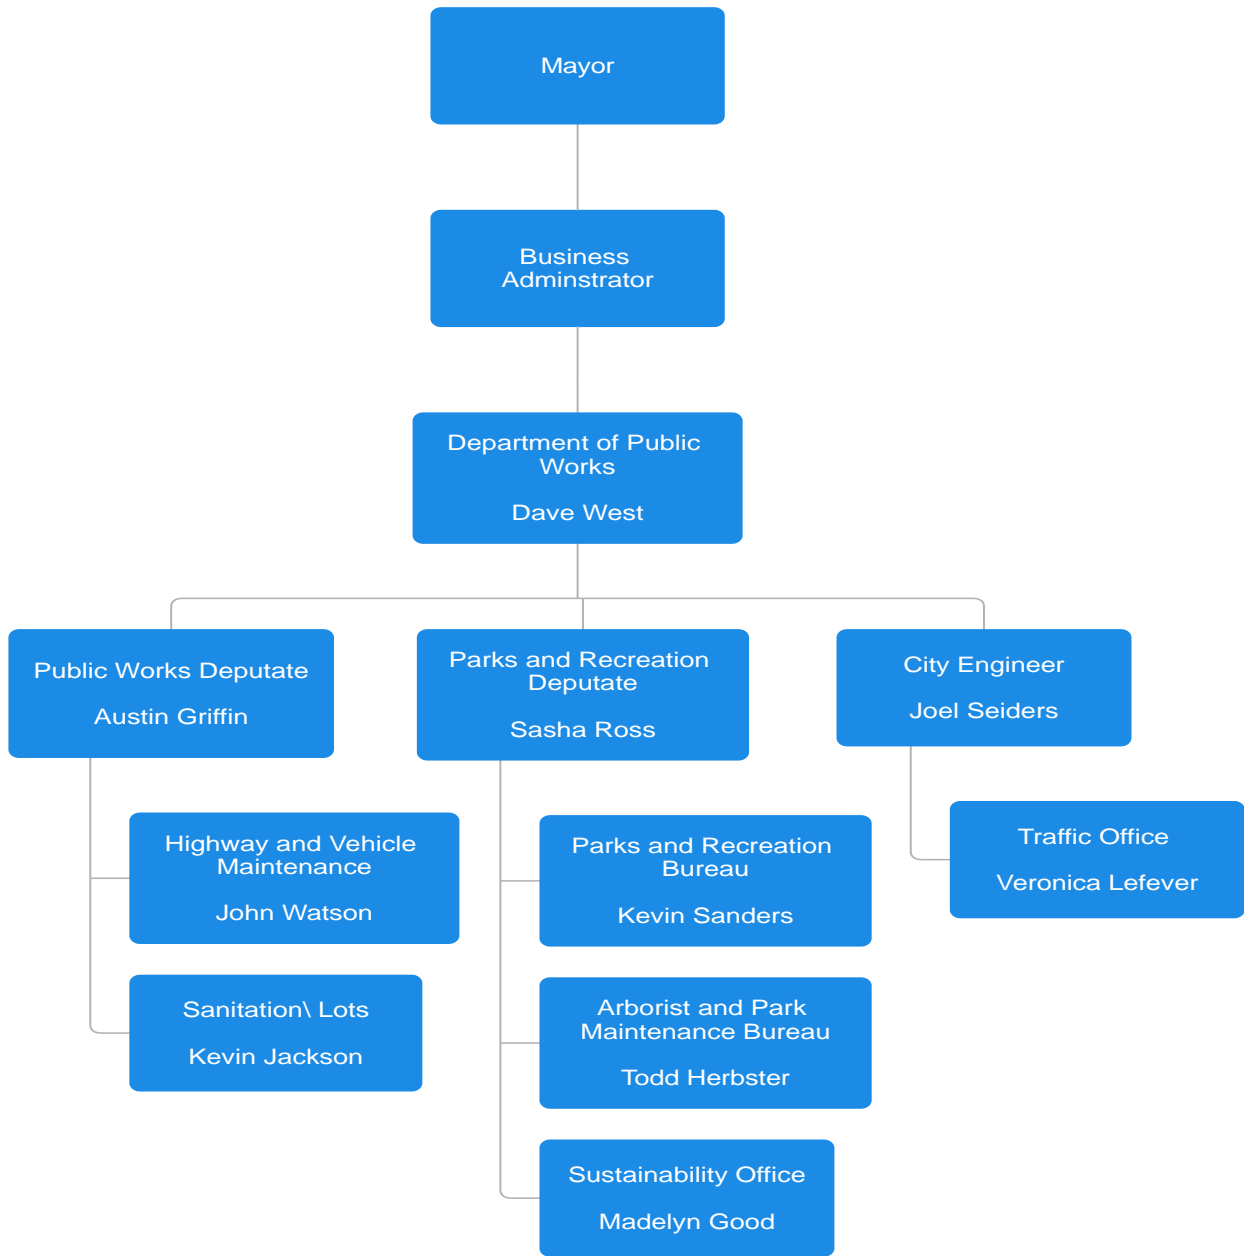 Mayor
Business
Adminstrator
Department of Public
Works
Dave West
Public Works Deputate
Austin Griffin
Parks and Recreation
Deputate
Sasha Ross
City Engineer
Joel Seiders
Highway and Vehicle
Maintenance
John Watson
Sanitation\ Lots
Kevin Jackson
Parks and Recreation
Bureau
Kevin Sanders
Arborist and Park
Maintenance Bureau
Todd Herbster
Sustainability Office
Madelyn Good
Traffic Office
Veronica Lefever